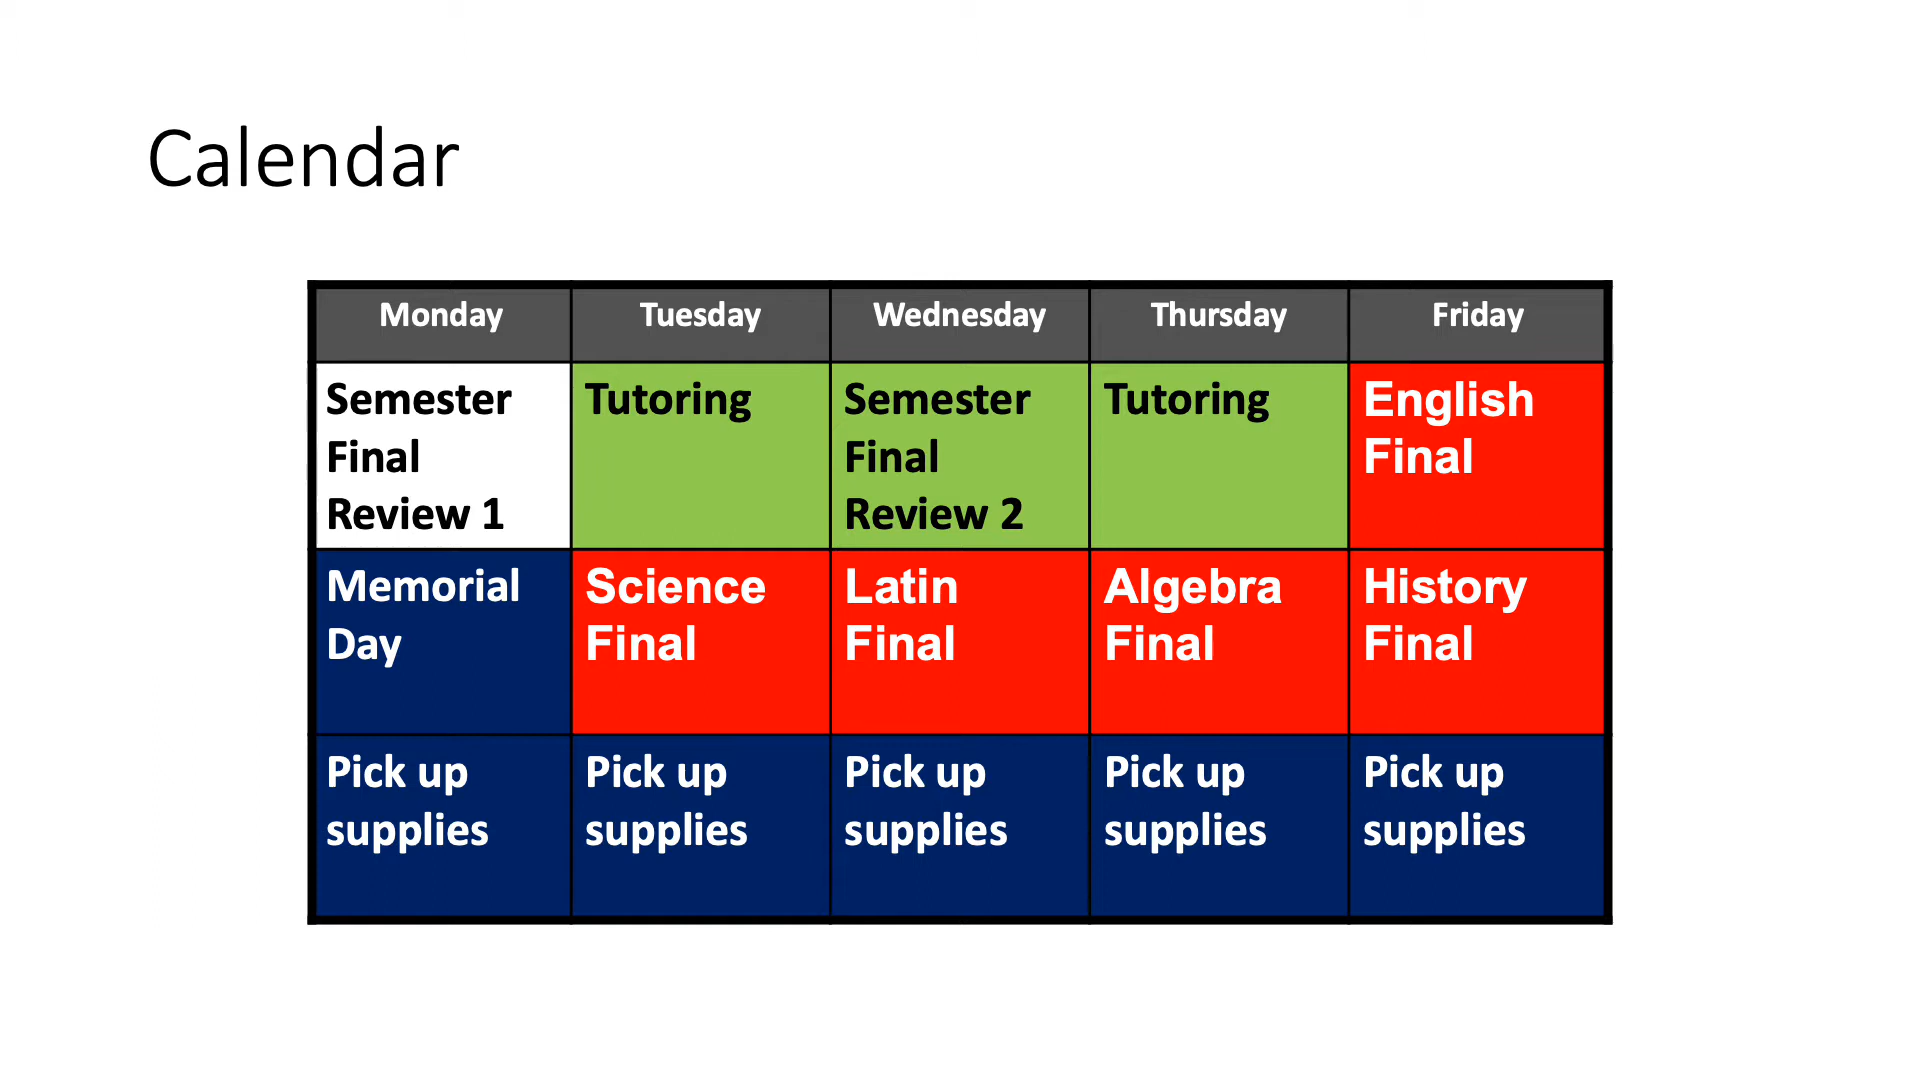 Calendar
Monday Tuesday Wednesday Thursday Friday
Semester
Final
Review 1
Tutoring
Semester
Final
Review 2
Tutoring
English
Final
Memorial
Day
Science
Final
Latin
Final
Algebra
Final
History
Final
Pick up
supplies
Pick up
supplies
Pick up
supplies
Pick up
supplies
Pick up
supplies